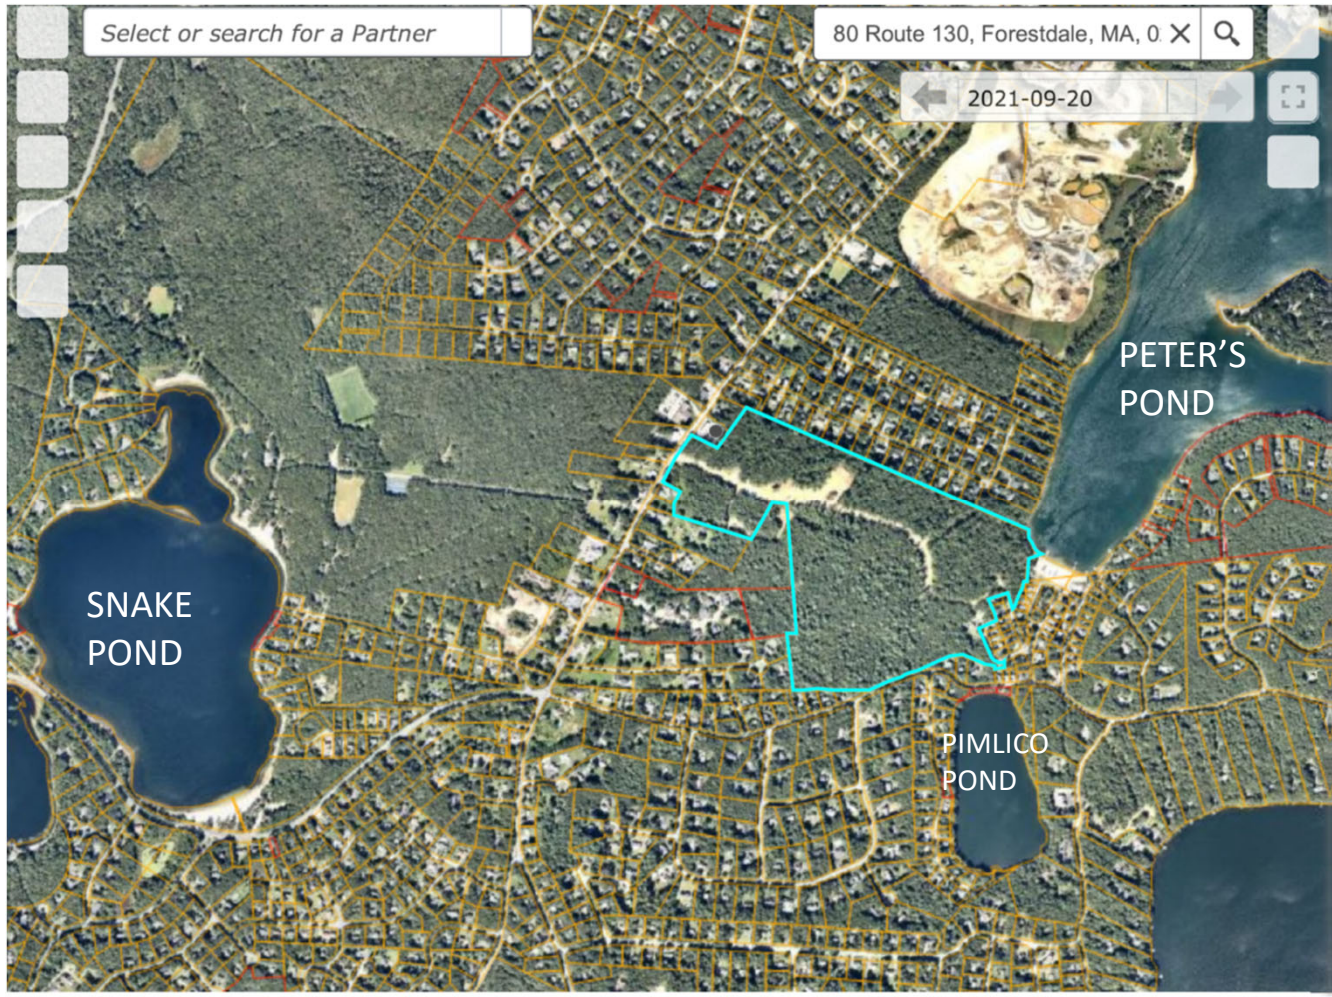 Select or search for a Partner
80 Route 130, Forestdale, MA, 0
2021-09-20
PETER'S
POND
SNAKE
POND
PIMLICO
POND